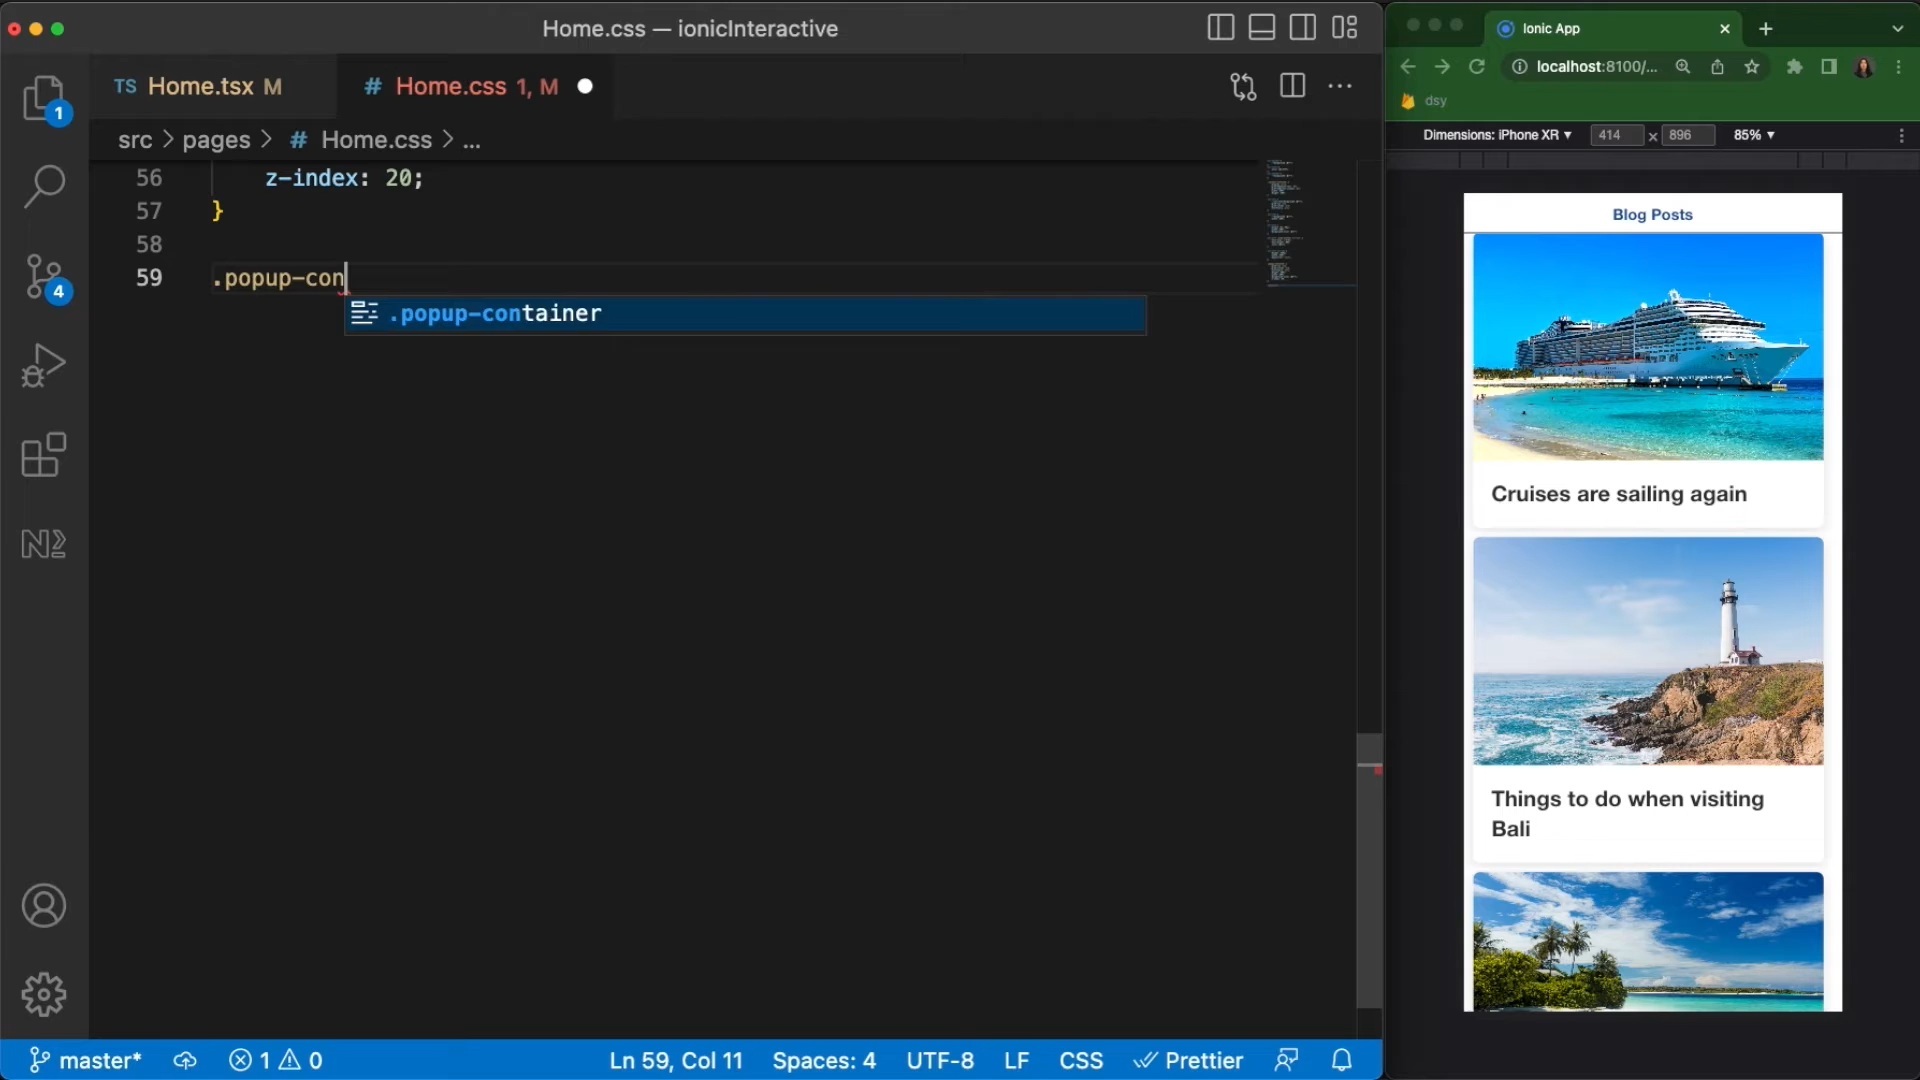 Home.css — ionicInteractive
TS Home.tsx M
# Home.css 1, M
src > pages > # Home.css > ...
56 z-index: 20;
57 }
58
59 .popup-con
.popup-container
1
4
master* 1 0 Ln 59, Col 11 Spaces: 4 UTF-8 LF CSS Prettier
Ionic App
localhost:8100/...
dsy
Dimensions: iPhone XR ▼ 414 x 896 85% ▼
Blog Posts
Cruises are sailing again
Things to do when visiting
Bali